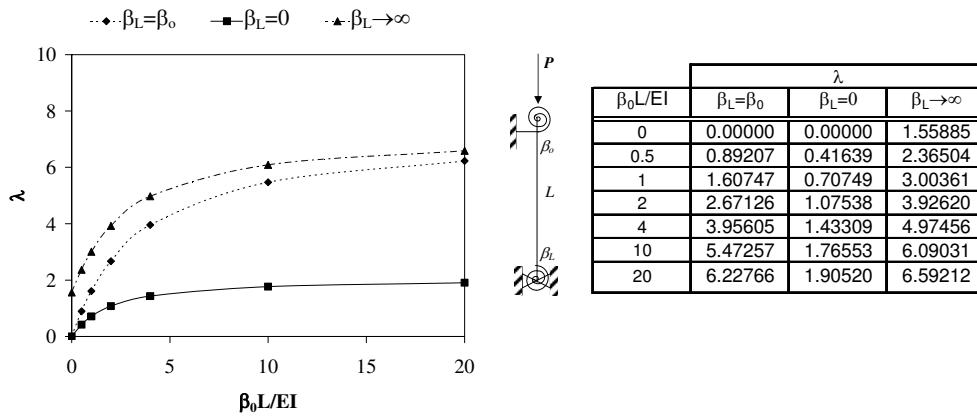 β_L=β_o β_L=0 β_L→∞
10
8
6
4
2
0
λ
0 5 10 15 20
β₀L/EI
P
β_o
L
β_L
λ
β₀L/EI β_L=β₀ β_L=0 β_L→∞
0 0.00000 0.00000 1.55885
0.5 0.89207 0.41639 2.36504
1 1.60747 0.70749 3.00361
2 2.67126 1.07538 3.92620
4 3.95605 1.43309 4.97456
10 5.47257 1.76553 6.09031
20 6.22766 1.90520 6.59212